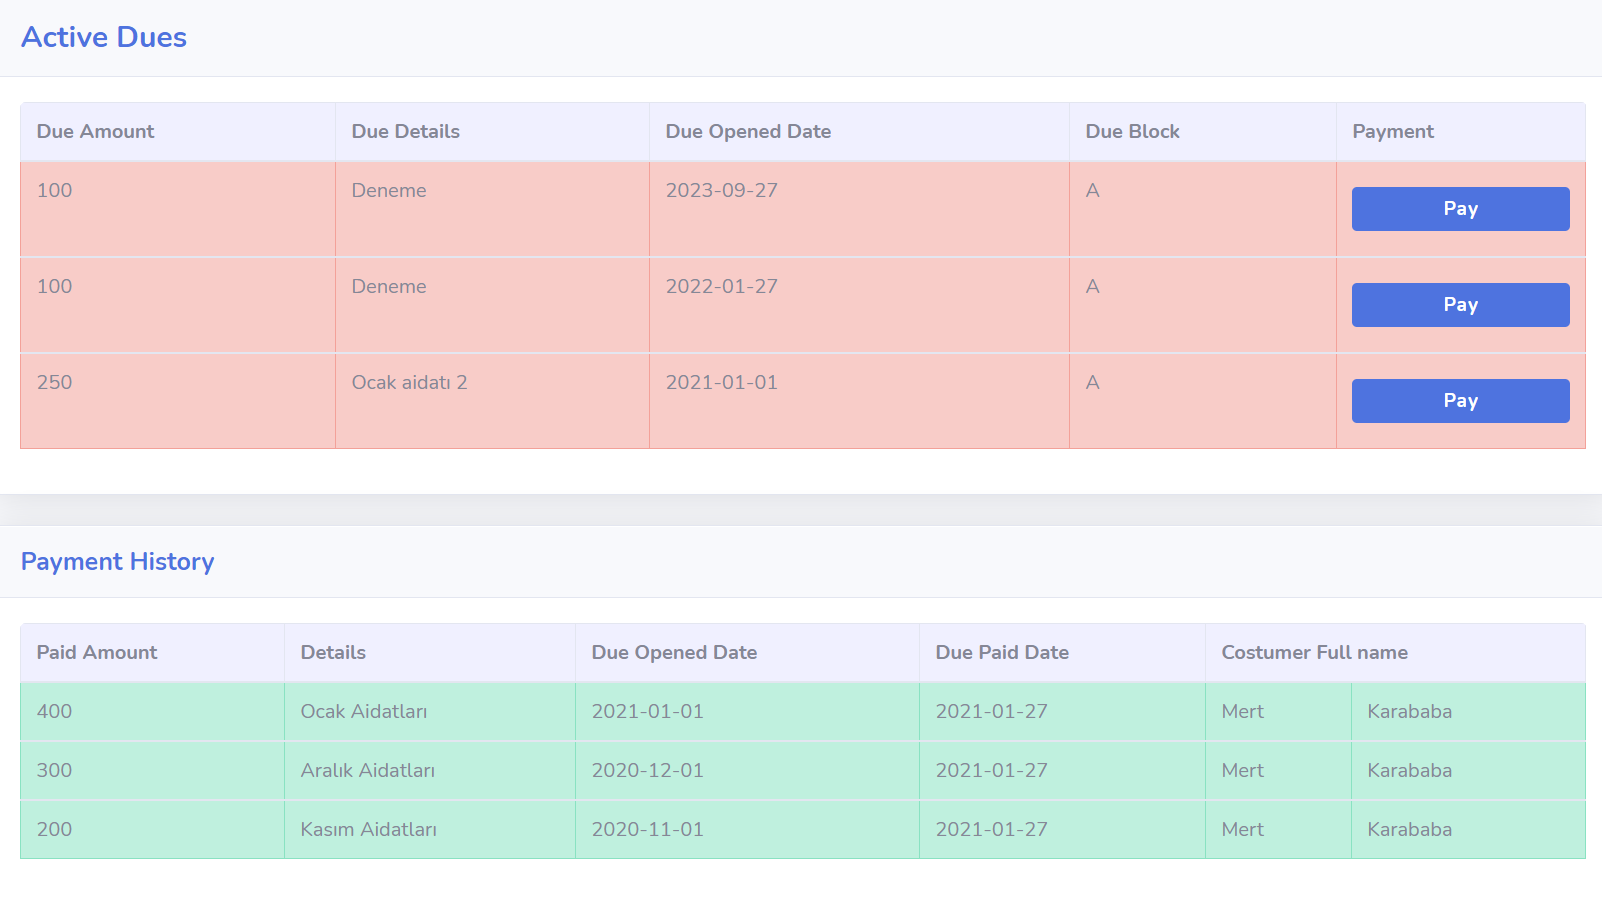 Active Dues
Due Amount Due Details Due Opened Date Due Block Payment
100 Deneme 2023-09-27 A Pay
100 Deneme 2022-01-27 A Pay
250 Ocak aidatı 2 2021-01-01 A Pay
Payment History
Paid Amount Details Due Opened Date Due Paid Date Costumer Full name
400 Ocak Aidatları 2021-01-01 2021-01-27 Mert Karababa
300 Aralık Aidatları 2020-12-01 2021-01-27 Mert Karababa
200 Kasım Aidatları 2020-11-01 2021-01-27 Mert Karababa